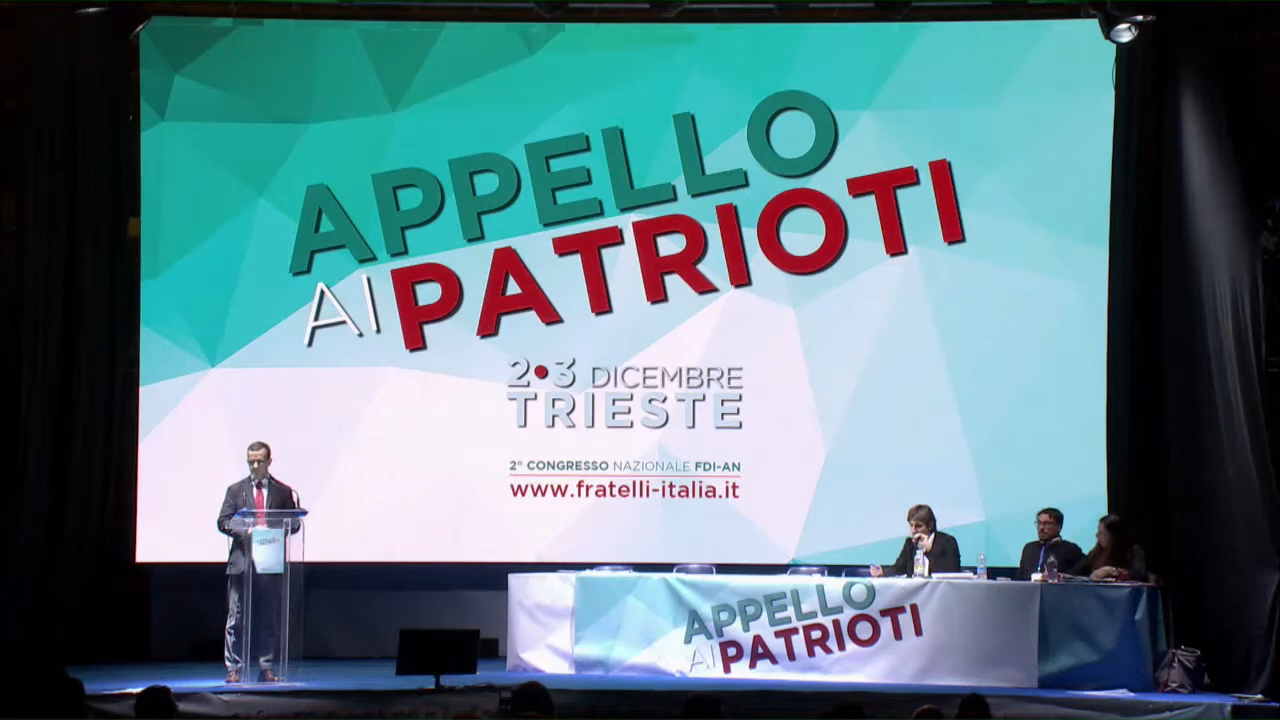 APPELLO
AI PATRIOTI
2•3 DICEMBRE
TRIESTE
2° CONGRESSO NAZIONALE FDI-AN
www.fratelli-italia.it
APPELLO
AI PATRIOTI